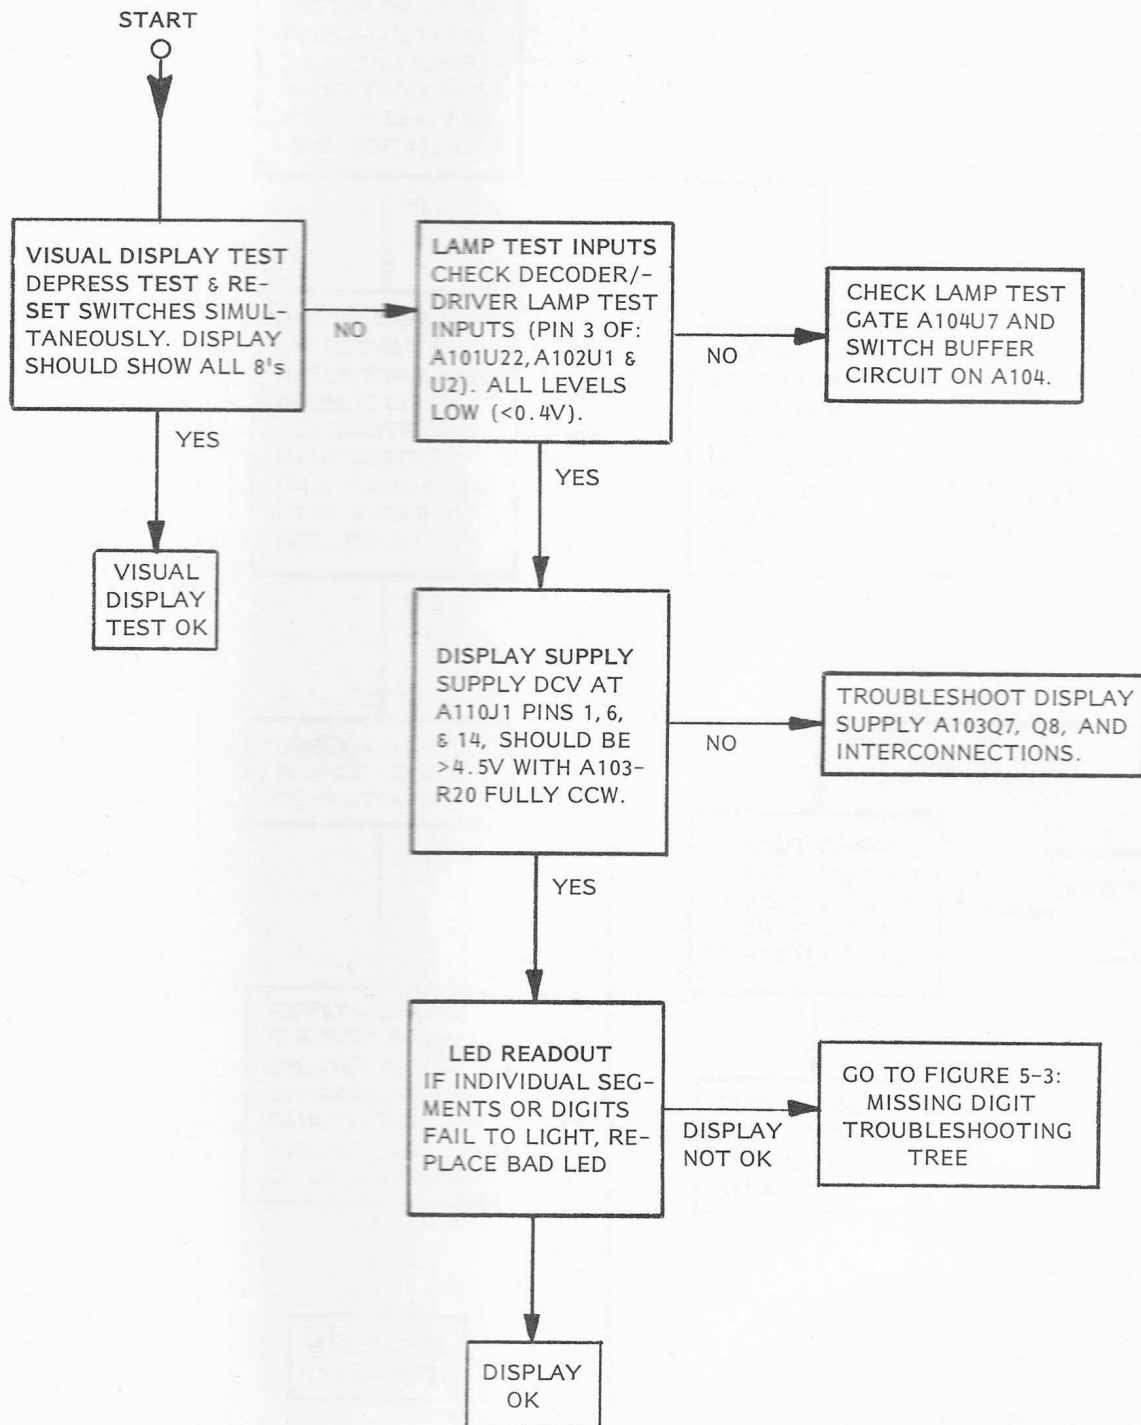 START
VISUAL DISPLAY TEST
DEPRESS TEST & RE-
SET SWITCHES SIMUL-
TANEOUSLY. DISPLAY
SHOULD SHOW ALL 8's
NO
YES
VISUAL
DISPLAY
TEST OK
LAMP TEST INPUTS
CHECK DECODER/-
DRIVER LAMP TEST
INPUTS (PIN 3 OF:
A101U22, A102U1 &
U2). ALL LEVELS
LOW (<0.4V).
NO
YES
CHECK LAMP TEST
GATE A104U7 AND
SWITCH BUFFER
CIRCUIT ON A104.
DISPLAY SUPPLY
SUPPLY DCV AT
A110J1 PINS 1, 6,
& 14, SHOULD BE
>4.5V WITH A103-
R20 FULLY CCW.
NO
YES
TROUBLESHOOT DISPLAY
SUPPLY A103Q7, Q8, AND
INTERCONNECTIONS.
LED READOUT
IF INDIVIDUAL SEG-
MENTS OR DIGITS
FAIL TO LIGHT, RE-
PLACE BAD LED
DISPLAY
NOT OK
GO TO FIGURE 5-3:
MISSING DIGIT
TROUBLESHOOTING
TREE
DISPLAY
OK